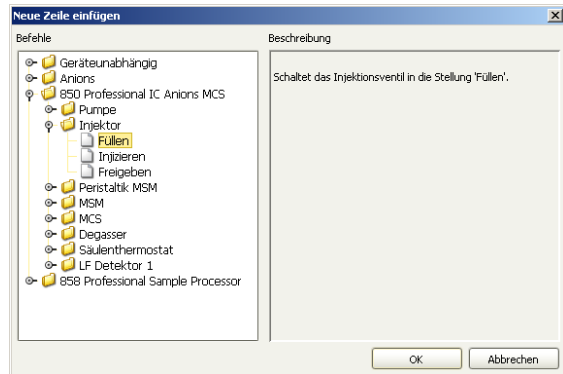 Neue Zeile einfügen
Befehle
Geräteunabhängig
Anions
850 Professional IC Anions MCS
Pumpe
Injektor
Füllen
Injizieren
Freigeben
Peristaltik MSM
MSM
MCS
Degasser
Säulenthermostat
LF Detektor 1
858 Professional Sample Processor
Beschreibung
Schaltet das Injektionsventil in die Stellung 'Füllen'.
OK
Abbrechen